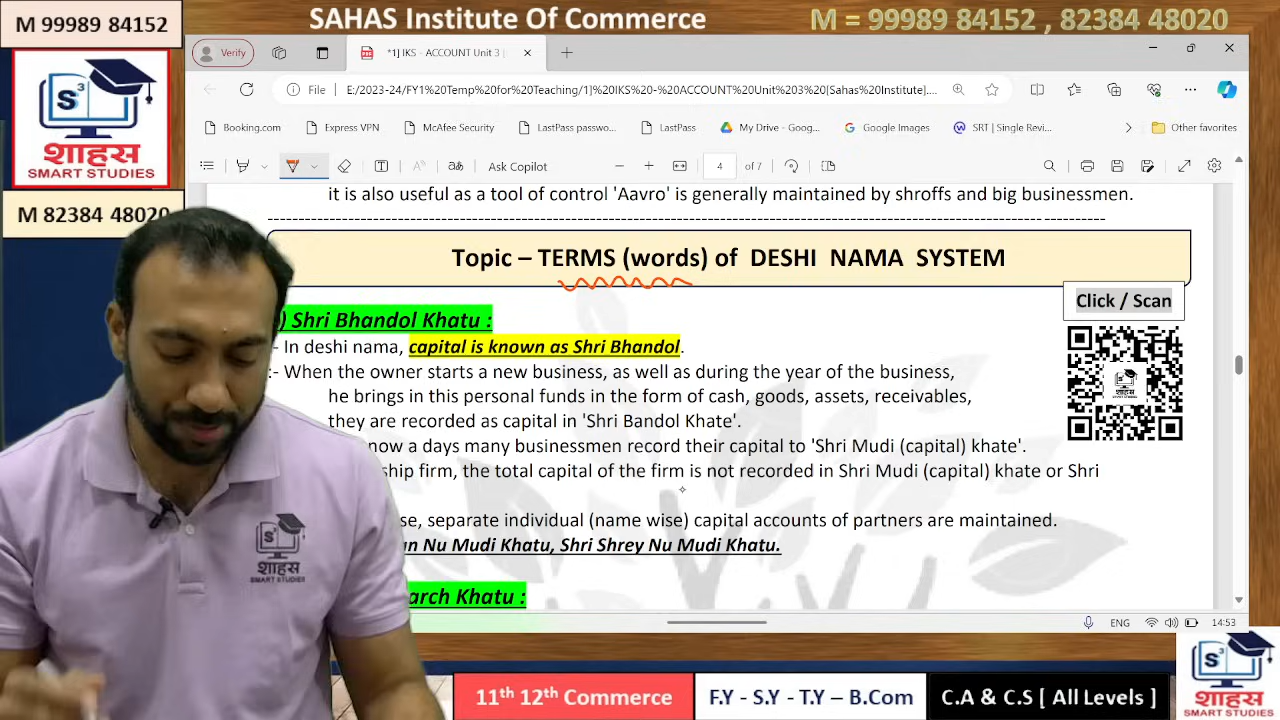 M 99989 84152
SAHAS Institute Of Commerce
M = 99989 84152 , 82384 48020
S³
शाहस
SMART STUDIES
M 82384 48020
Verify
*1] IKS - ACCOUNT Unit 3 |
File
E:/2023-24/FY1%20Temp%20for%20Teaching/1]%20IKS%20-%20ACCOUNT%20Unit%203%20[Sahas%20Institute]....
Booking.com
ExpressVPN
McAfee Security
LastPass passwo...
LastPass
My Drive - Goog...
Google Images
SRT | Single Revi...
Other favorites
Ask Copilot
4 of 7
it is also useful as a tool of control 'Aavro' is generally maintained by shroffs and big businessmen.
Topic – TERMS (words) of DESHI NAMA SYSTEM
Click / Scan
) Shri Bhandol Khatu :
- In deshi nama, capital is known as Shri Bhandol.
:- When the owner starts a new business, as well as during the year of the business,
he brings in this personal funds in the form of cash, goods, assets, receivables,
they are recorded as capital in 'Shri Bandol Khate'.
now a days many businessmen record their capital to 'Shri Mudi (capital) khate'.
ship firm, the total capital of the firm is not recorded in Shri Mudi (capital) khate or Shri
se, separate individual (name wise) capital accounts of partners are maintained.
un Nu Mudi Khatu, Shri Shrey Nu Mudi Khatu.
arch Khatu :
ENG
14:53
शाहस
SMART STUDIES
11th 12th Commerce
F.Y - S.Y - T.Y – B.Com
C.A & C.S [ All Levels ]
S³
शाहस
SMART STUDIES